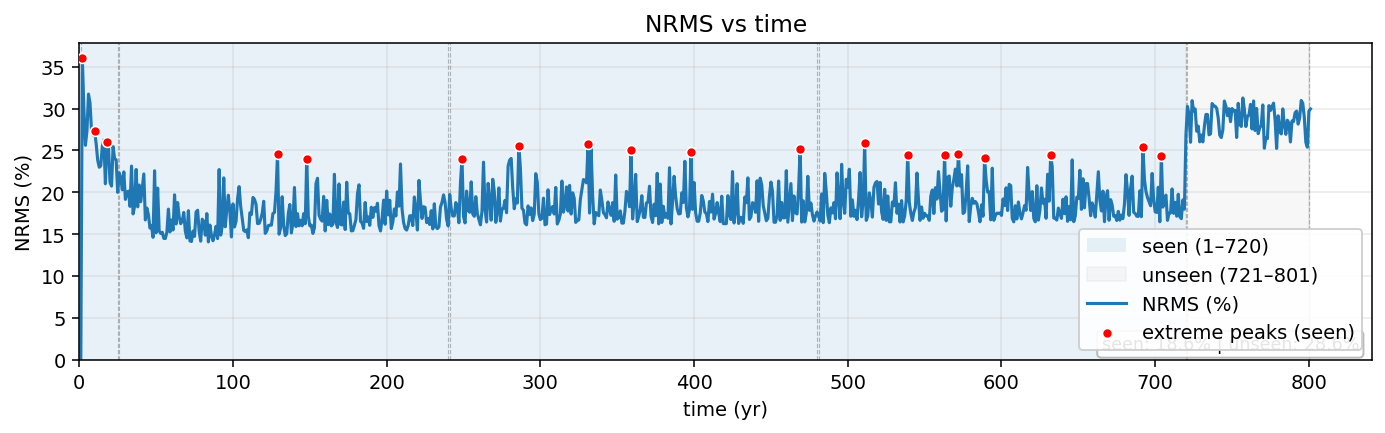 NRMS vs time
NRMS (%)
35
30
25
20
15
10
5
0
0 100 200 300 400 500 600 700 800
time (yr)
seen (1–720)
unseen (721–801)
NRMS (%)
extreme peaks (seen)